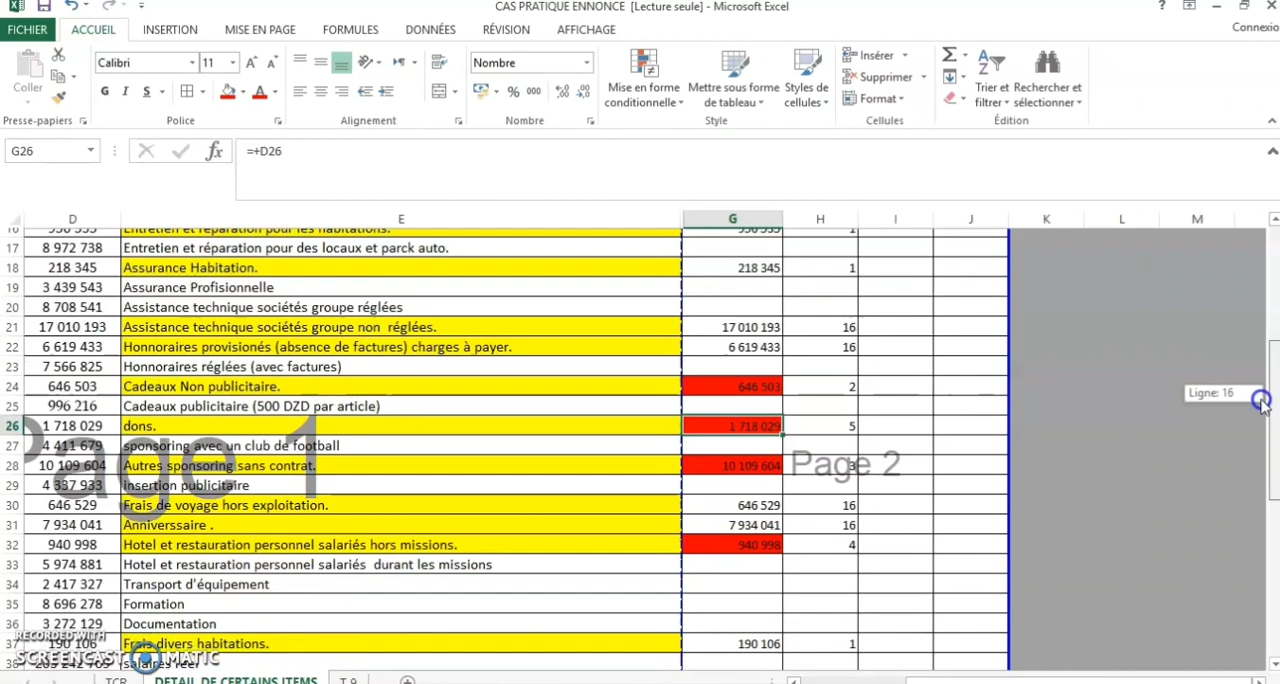 CAS PRATIQUE ENNONCE [Lecture seule] - Microsoft Excel
?
Connexio
FICHIER ACCUEIL INSERTION MISE EN PAGE FORMULES DONNÉES RÉVISION AFFICHAGE
Coller
Calibri 11
G I S
Nombre
% 000
Mise en forme conditionnelle
Mettre sous forme de tableau
Styles de cellules
Insérer
Supprimer
Format
Trier et filtrer
Rechercher et sélectionner
Presse-papiers Police Alignement Nombre Style Cellules Édition
G26 fx =+D26
D E G H I J K L M
16 Entretien et réparation pour les habitations. 1
17 8 972 738 Entretien et réparation pour des locaux et parck auto.
18 218 345 Assurance Habitation. 218 345 1
19 3 439 543 Assurance Profisionnelle
20 8 708 541 Assistance technique sociétés groupe réglées
21 17 010 193 Assistance technique sociétés groupe non réglées. 17 010 193 16
22 6 619 433 Honnoraires provisionés (absence de factures) charges à payer. 6 619 433 16
23 7 566 825 Honnoraires réglées (avec factures)
24 646 503 Cadeaux Non publicitaire. 646 503 2
25 996 216 Cadeaux publicitaire (500 DZD par article)
26 1 718 029 dons. 1 718 029 5
27 4 411 679 sponsoring avec un club de football
28 10 109 604 Autres sponsoring sans contrat. 10 109 604 3
29 4 337 933 Insertion publicitaire
30 646 529 Frais de voyage hors exploitation. 646 529 16
31 7 934 041 Anniverssaire . 7 934 041 16
32 940 998 Hotel et restauration personnel salariés hors missions. 940 998 4
33 5 974 881 Hotel et restauration personnel salariés durant les missions
34 2 417 327 Transport d'équipement
35 8 696 278 Formation
36 3 272 129 Documentation
37 190 106 Frais divers habitations. 190 106 1
38 salaires réel
Page 1
Page 2
Ligne: 16
RECORDED WITH
SCREENCAST MATIC
TCR DETAIL DE CERTAINS ITEMS T 9